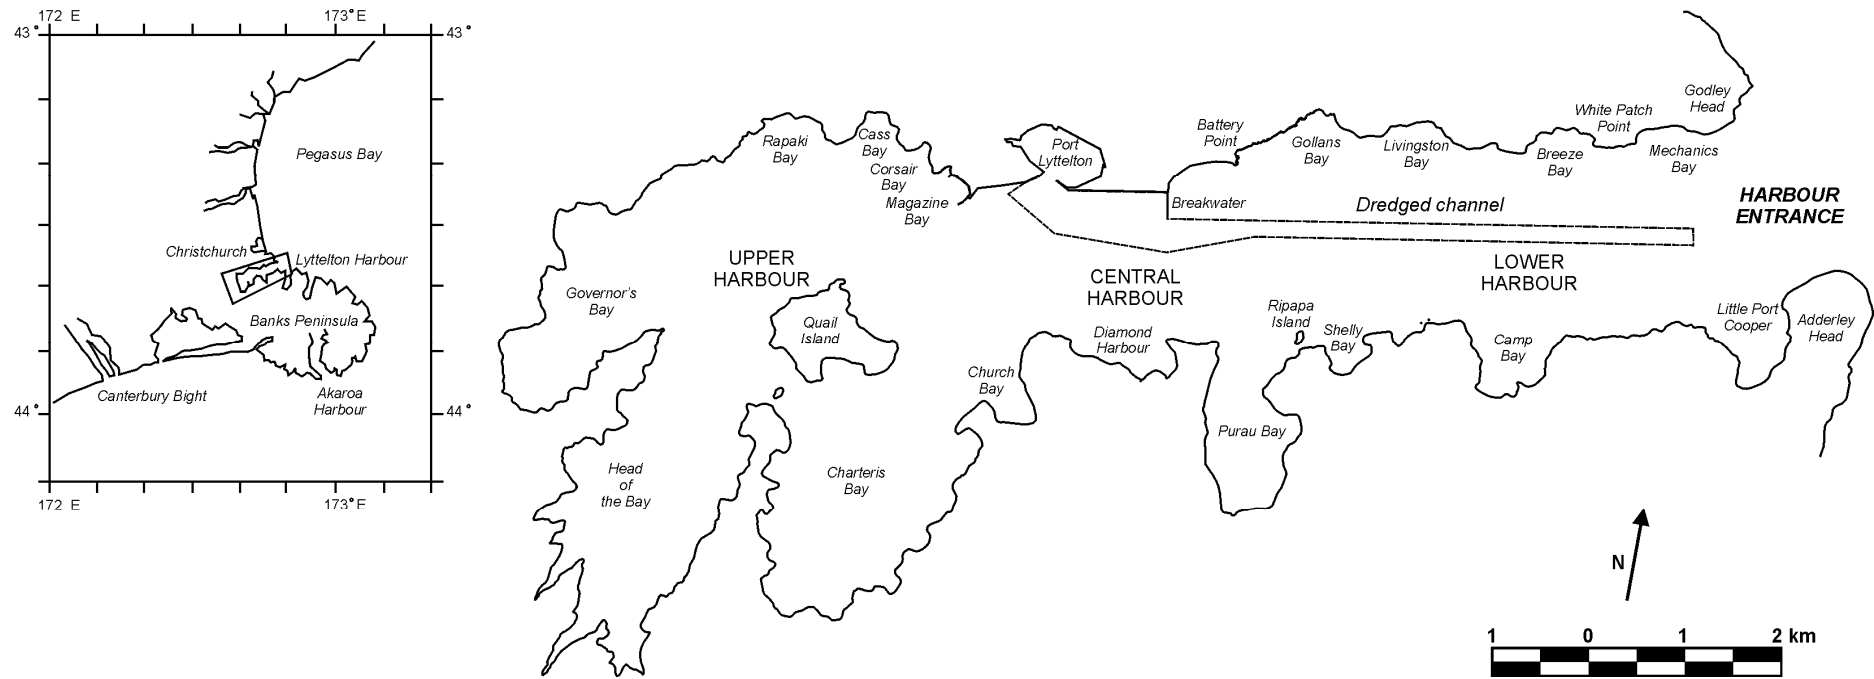 172 E
173°E
43°
43°
Pegasus Bay
Christchurch
Lyttelton Harbour
Banks Peninsula
Canterbury Bight
Akaroa
Harbour
44°
44°
172 E
173°E
Godley
Head
White Patch
Point
Battery
Point
Rapaki
Bay
Cass
Bay
Port
Lyttelton
Gollans
Bay
Livingston
Bay
Breeze
Bay
Mechanics
Bay
Corsair
Bay
Magazine
Bay
Breakwater
Dredged channel
HARBOUR
ENTRANCE
UPPER
HARBOUR
CENTRAL
HARBOUR
LOWER
HARBOUR
Governor's
Bay
Quail
Island
Diamond
Harbour
Ripapa
Island
Shelly
Bay
Camp
Bay
Little Port
Cooper
Adderley
Head
Church
Bay
Purau Bay
Head
of
the Bay
Charteris
Bay
N
1 0 1 2 km